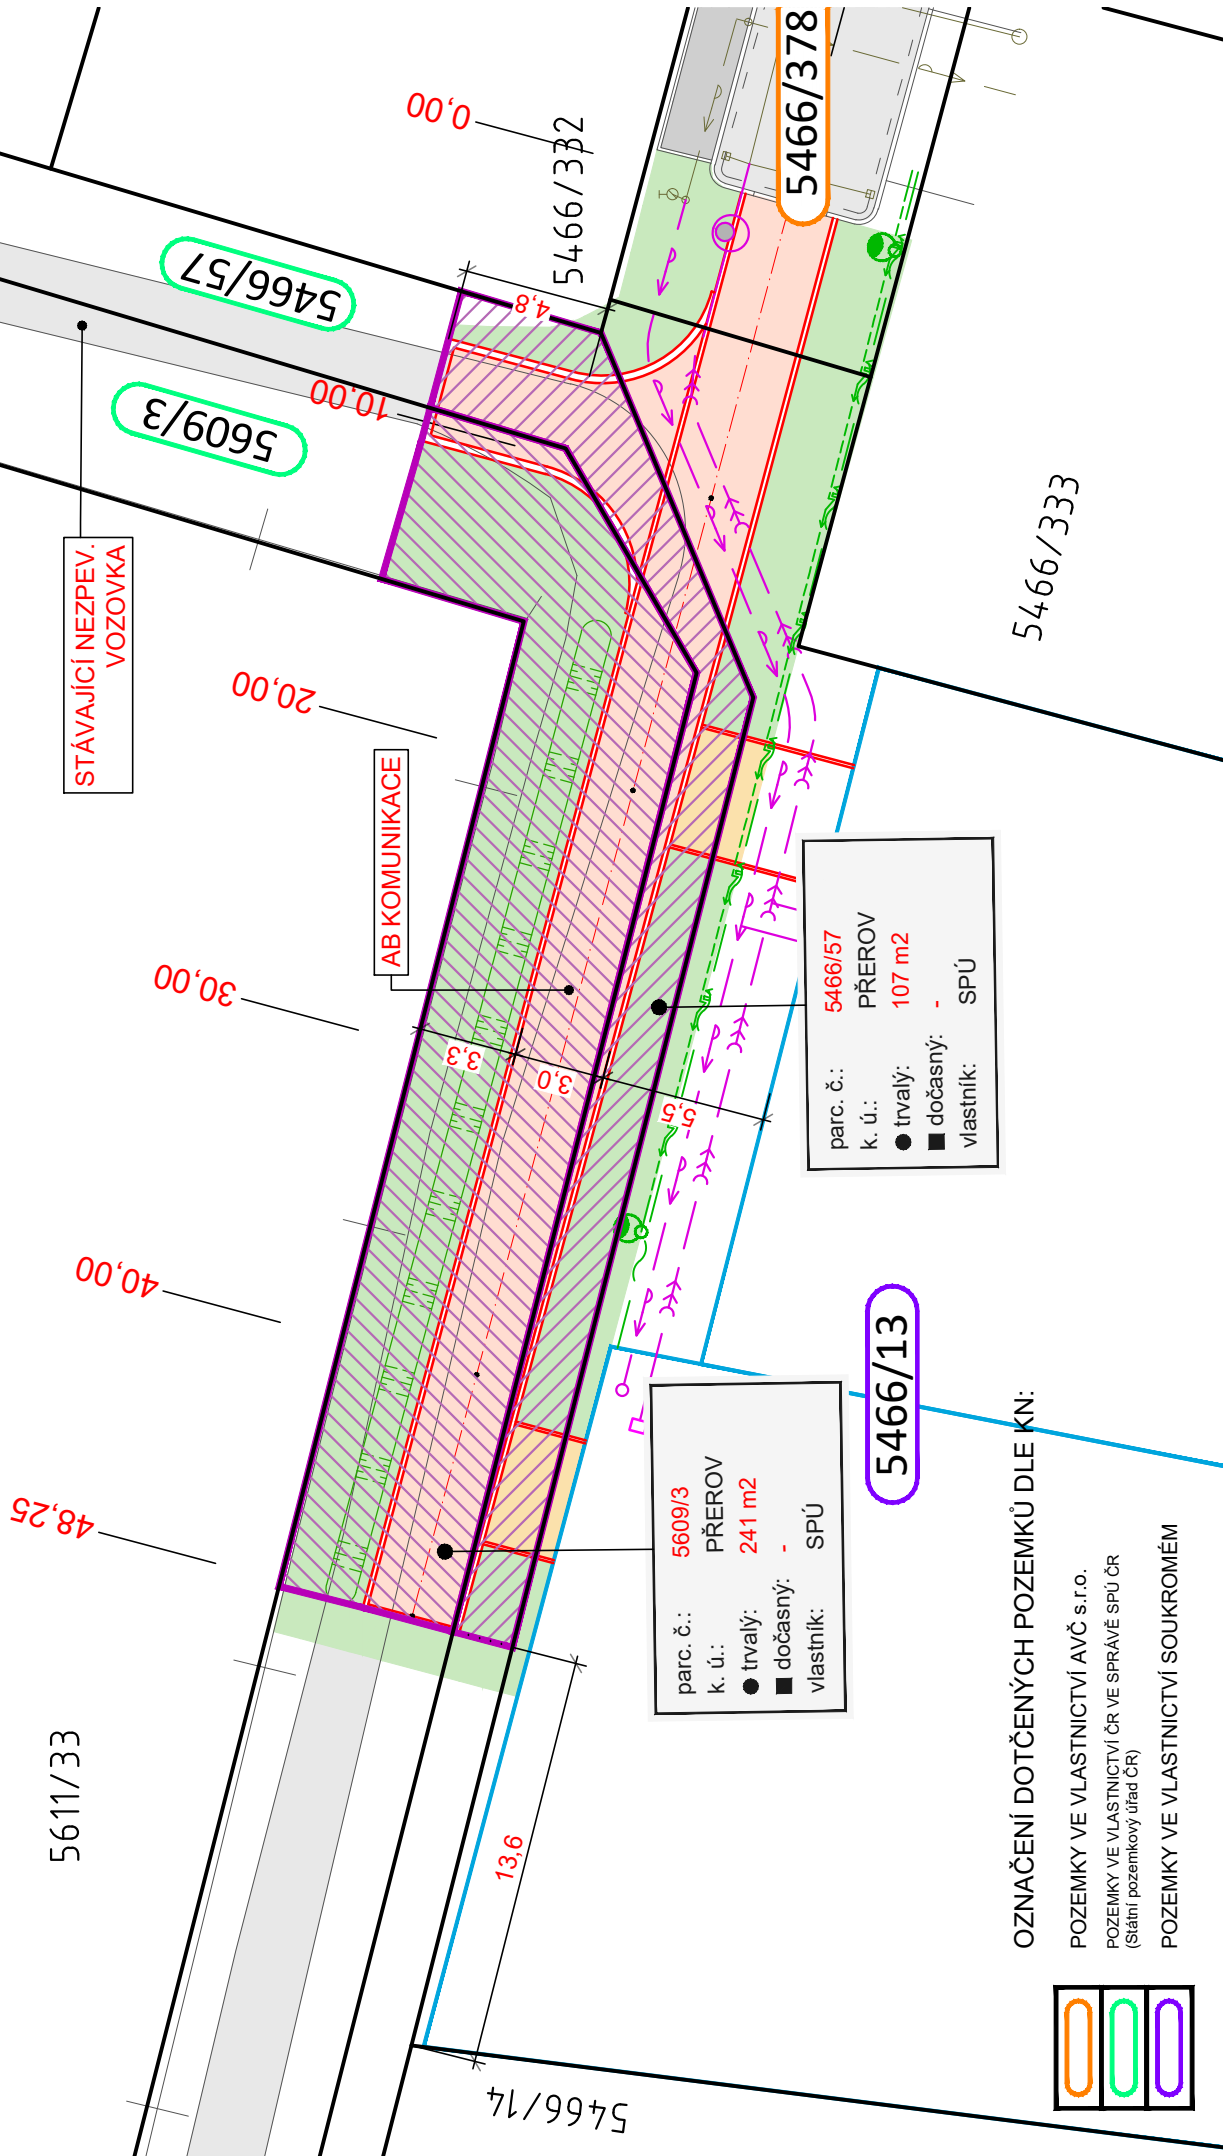 0,00
5466/332
5466/378
5466/57
5609/3
4,8
10,00
STÁVAJÍCÍ NEZPEV.
VOZOVKA
5466/333
20,00
AB KOMUNIKACE
30,00
3,3
3,0
5,5
parc. č.: 5466/57
k. ú.: PŘEROV
trvalý: 107 m2
dočasný: -
vlastník: SPÚ
40,00
48,25
parc. č.: 5609/3
k. ú.: PŘEROV
trvalý: 241 m2
dočasný: -
vlastník: SPÚ
5466/13
5611/33
13,6
5466/14
OZNAČENÍ DOTČENÝCH POZEMKŮ DLE KN:
POZEMKY VE VLASTNICTVÍ AVČ s.r.o.
POZEMKY VE VLASTNICTVÍ ČR VE SPRÁVĚ SPÚ ČR
(Státní pozemkový úřad ČR)
POZEMKY VE VLASTNICTVÍ SOUKROMÉM